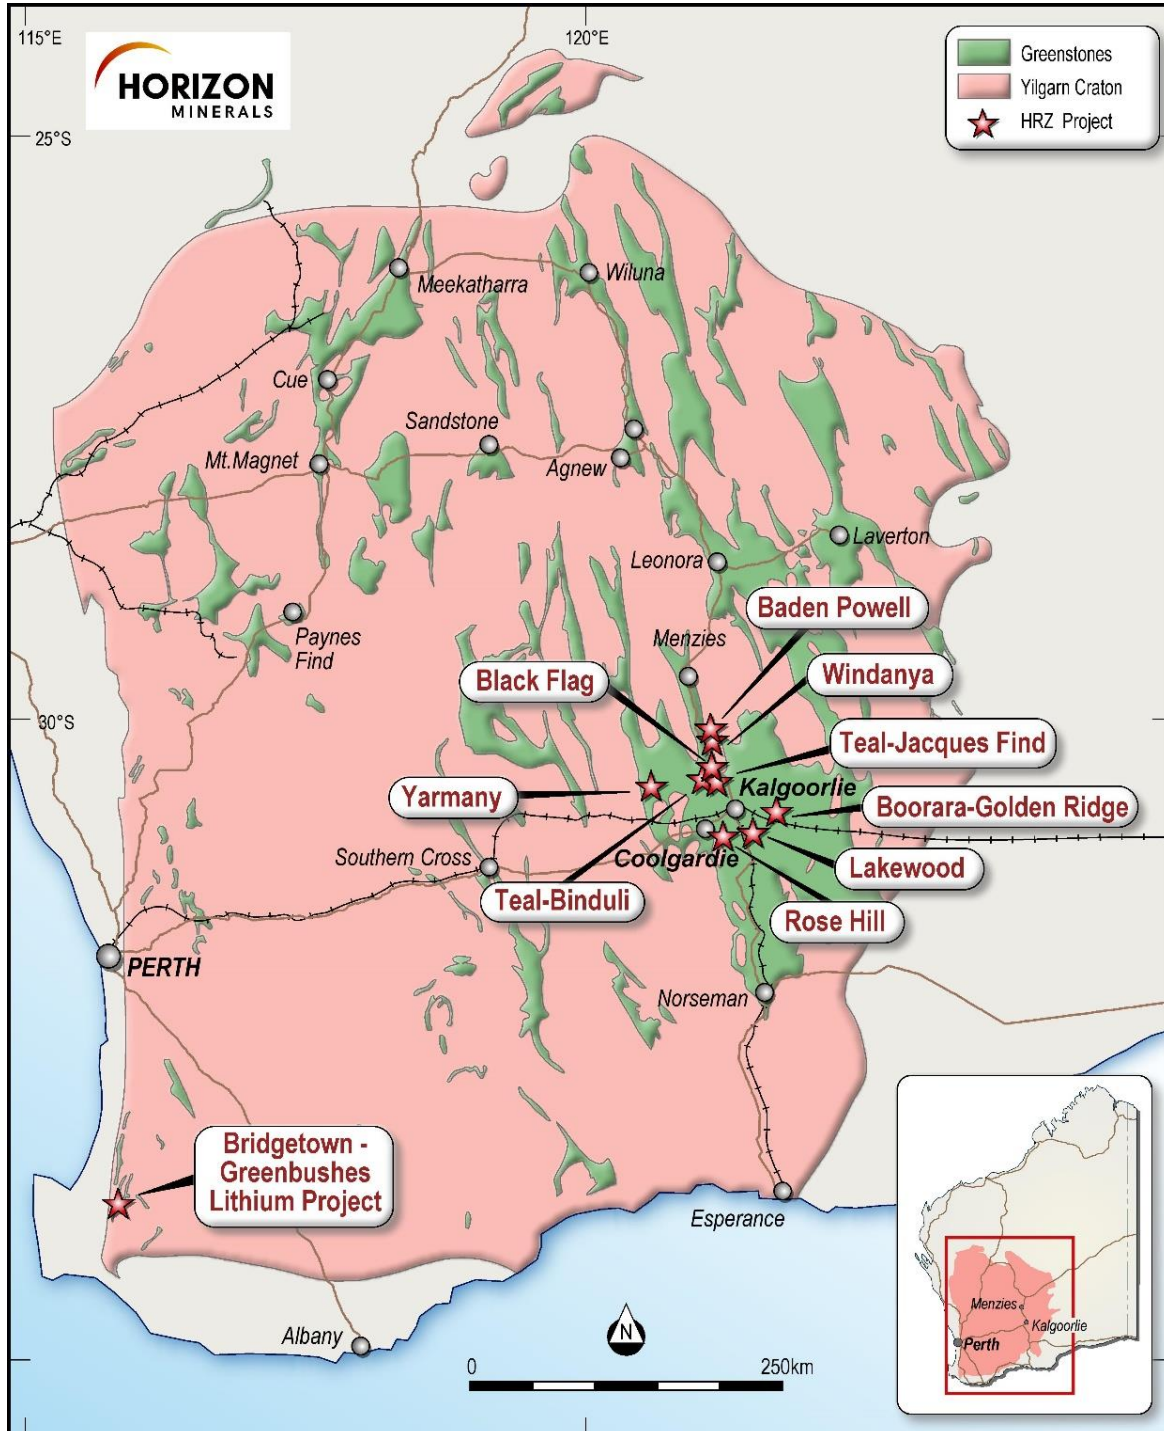 115°E
120°E
HORIZON
MINERALS
Greenstones
Yilgarn Craton
HRZ Project
25°S
Meekatharra
Wiluna
Cue
Sandstone
Mt.Magnet
Agnew
Laverton
Leonora
Baden Powell
Paynes
Find
Menzies
Black Flag
Windanya
30°S
Teal-Jacques Find
Yarmany
Kalgoorlie
Boorara-Golden Ridge
Southern Cross
Coolgardie
Lakewood
Teal-Binduli
Rose Hill
PERTH
Norseman
Bridgetown -
Greenbushes
Lithium Project
Esperance
Albany
N
0
250km
Menzies
Kalgoorlie
Perth